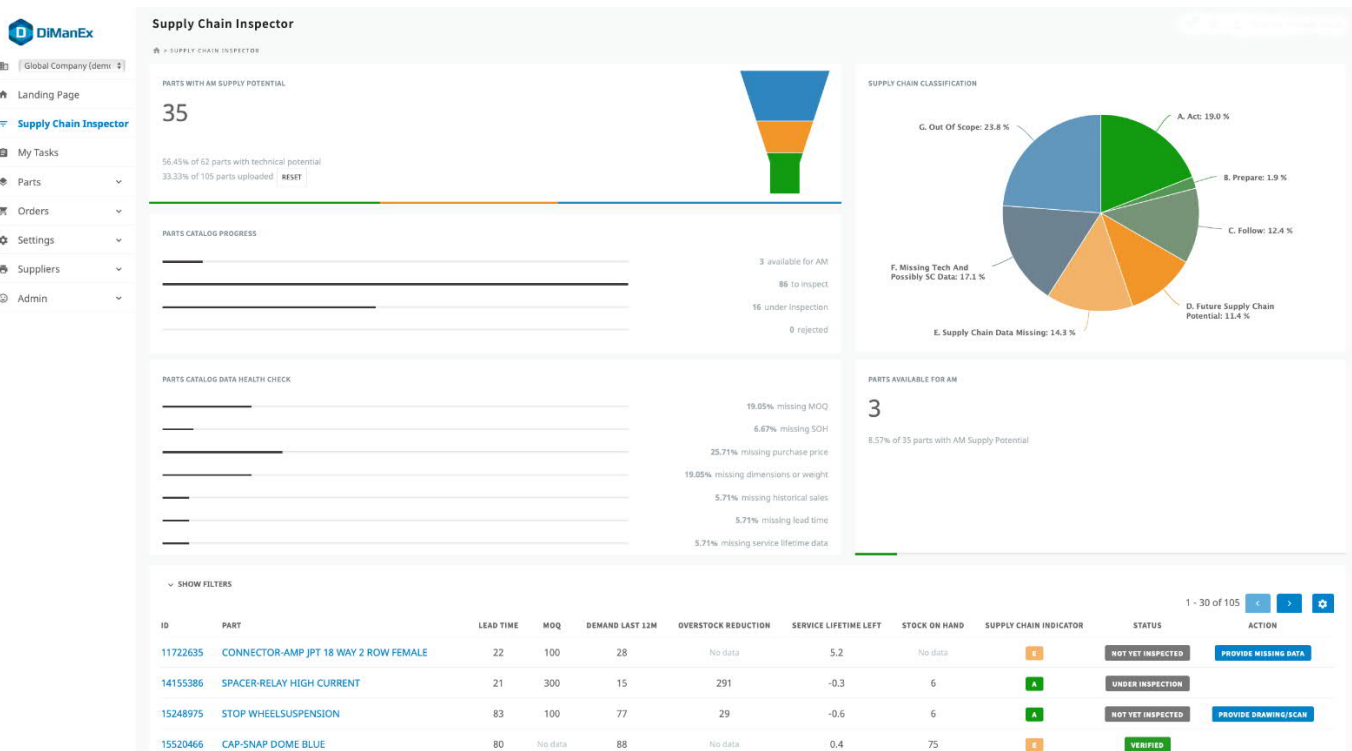 DiManEx
Global Company (demo
Landing Page
Supply Chain Inspector
My Tasks
Parts
Orders
Settings
Suppliers
Admin
Supply Chain Inspector
> SUPPLY CHAIN INSPECTOR
PARTS WITH AM SUPPLY POTENTIAL
35
56.45% of 62 parts with technical potential
33.33% of 105 parts uploaded RESET
PARTS CATALOG PROGRESS
3 available for AM
86 to inspect
16 under inspection
0 rejected
PARTS CATALOG DATA HEALTH CHECK
19.05% missing MOQ
6.67% missing SOH
25.71% missing purchase price
19.05% missing dimensions or weight
5.71% missing historical sales
5.71% missing lead time
5.71% missing service lifetime data
SUPPLY CHAIN CLASSIFICATION
A. Act: 19.0 %
B. Prepare: 1.9 %
C. Follow: 12.4 %
D. Future Supply Chain
Potential: 11.4 %
E. Supply Chain Data Missing: 14.3 %
F. Missing Tech And
Possibly SC Data: 17.1 %
G. Out Of Scope: 23.8 %
PARTS AVAILABLE FOR AM
3
8.57% of 35 parts with AM Supply Potential
SHOW FILTERS
1 - 30 of 105
ID PART LEAD TIME MOQ DEMAND LAST 12M OVERSTOCK REDUCTION SERVICE LIFETIME LEFT STOCK ON HAND SUPPLY CHAIN INDICATOR STATUS ACTION
11722635 CONNECTOR-AMP JPT 18 WAY 2 ROW FEMALE 22 100 28 No data 5.2 No data E NOT YET INSPECTED PROVIDE MISSING DATA
14155386 SPACER-RELAY HIGH CURRENT 21 300 15 291 -0.3 6 A UNDER INSPECTION
15248975 STOP WHEELSUSPENSION 83 100 77 29 -0.6 6 A NOT YET INSPECTED PROVIDE DRAWING/SCAN
15520466 CAP-SNAP DOME BLUE 80 No data 88 No data 0.4 75 E VERIFIED